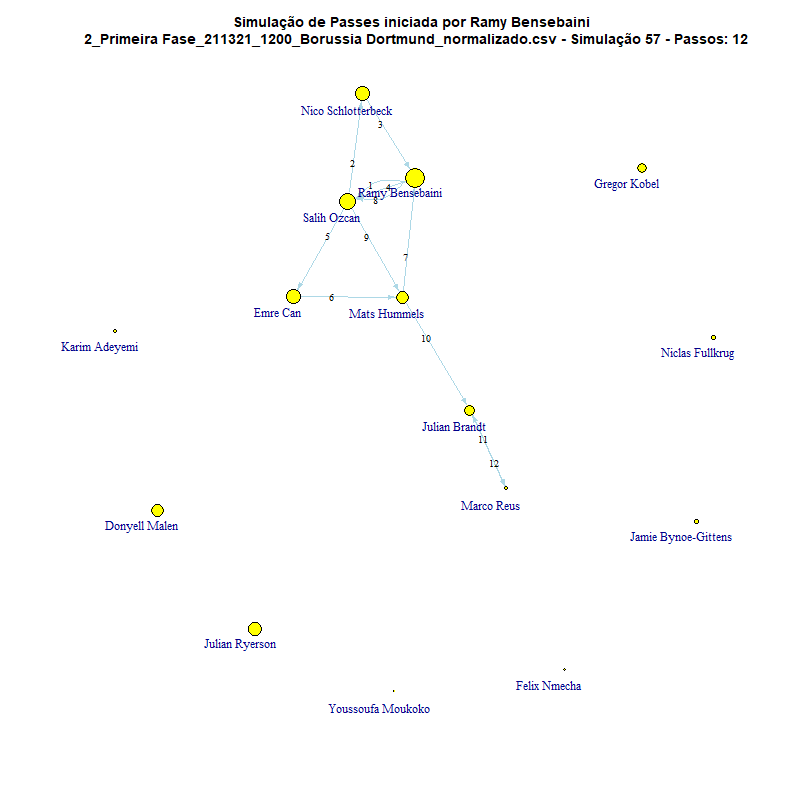 Simulação de Passes iniciada por Ramy Bensebaini
2_Primeira Fase_211321_1200_Borussia Dortmund_normalizado.csv - Simulação 57 - Passos: 12
Nico Schlotterbeck
3
2
Gregor Kobel
1
4
Ramy Bensebaini
8
Salih Ozcan
5
9
7
6
Emre Can
Mats Hummels
10
Karim Adeyemi
Niclas Fullkrug
Julian Brandt
11
12
Marco Reus
Donyell Malen
Jamie Bynoe-Gittens
Julian Ryerson
Felix Nmecha
Youssoufa Moukoko